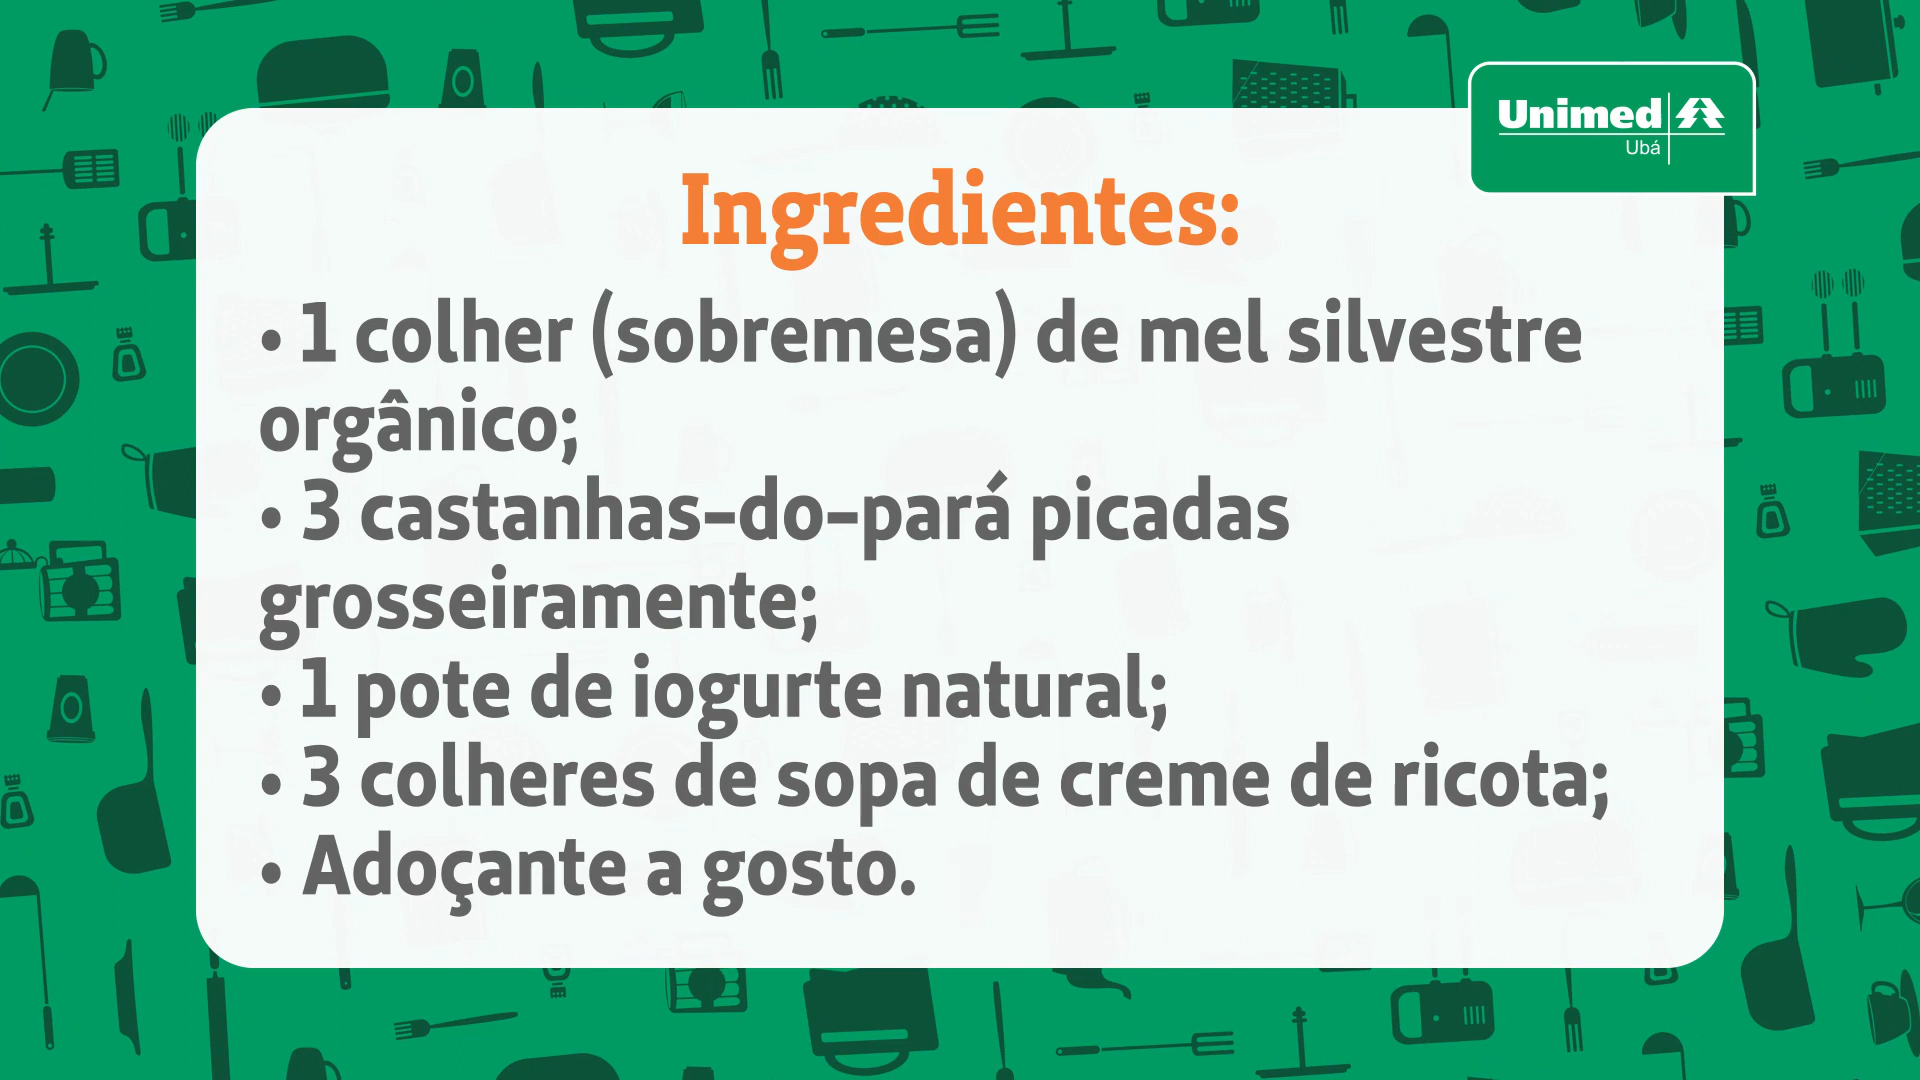 Unimed
Ubá
Ingredientes:
• 1 colher (sobremesa) de mel silvestre
orgânico;
• 3 castanhas-do-pará picadas
grosseiramente;
• 1 pote de iogurte natural;
• 3 colheres de sopa de creme de ricota;
• Adoçante a gosto.